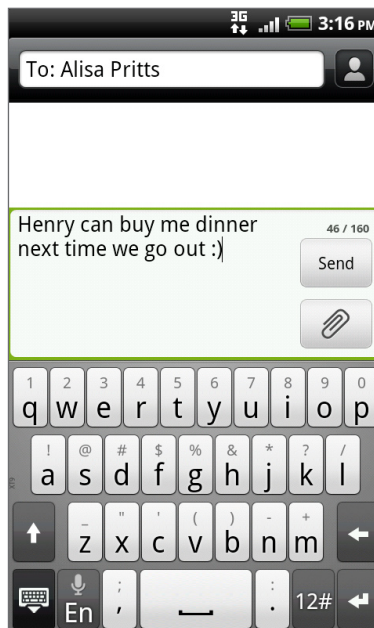 3G 3:16 PM
To: Alisa Pritts
Henry can buy me dinner
next time we go out :)
46 / 160
Send
1 2 3 4 5 6 7 8 9 0
q w e r t y u i o p
! @ # $ % & * ? /
a s d f g h j k l
_ " ' ( ) - +
z x c v b n m
En ; , : . 12#